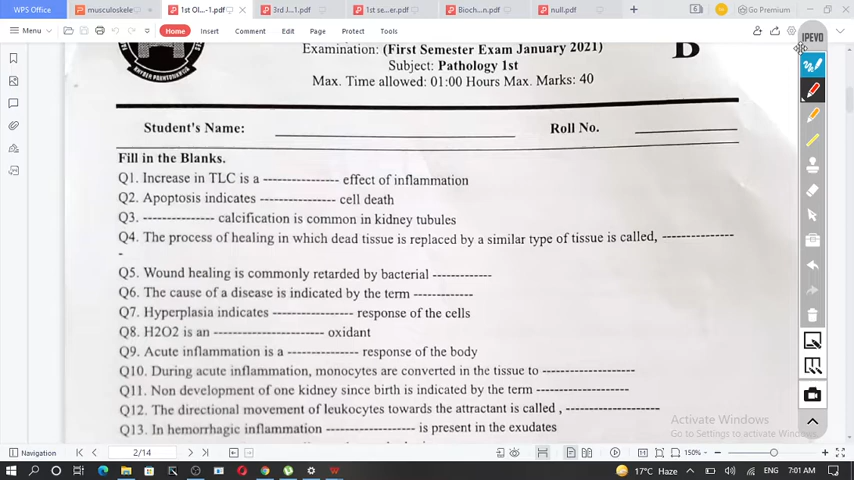 WPS Office
musculoskele
1st Ol...-1.pdf
3rd J...1.pdf
1st se...er.pdf
Bioch...n.pdf
null.pdf
6
Go Premium
Menu
Home
Insert
Comment
Edit
Page
Protect
Tools
IPEVO
KHYBER PAKHTUNKHWA
Examination: (First Semester Exam January 2021)
B
Subject: Pathology 1st
Max. Time allowed: 01:00 Hours Max. Marks: 40
Student's Name: Roll No.
Fill in the Blanks.
Q1. Increase in TLC is a --------------- effect of inflammation
Q2. Apoptosis indicates --------------- cell death
Q3. -------------- calcification is common in kidney tubules
Q4. The process of healing in which dead tissue is replaced by a similar type of tissue is called, --------------
-
Q5. Wound healing is commonly retarded by bacterial ------------
Q6. The cause of a disease is indicated by the term ------------
Q7. Hyperplasia indicates ---------------- response of the cells
Q8. H2O2 is an ---------------------- oxidant
Q9. Acute inflammation is a -------------- response of the body
Q10. During acute inflammation, monocytes are converted in the tissue to ------------------
Q11. Non development of one kidney since birth is indicated by the term ------------------
Q12. The directional movement of leukocytes towards the attractant is called , ------------------
Q13. In hemorrhagic inflammation ----------------- is present in the exudates
Activate Windows
Go to Settings to activate Windows.
Navigation
2/14
150%
17°C Haze
ENG
7:01 AM